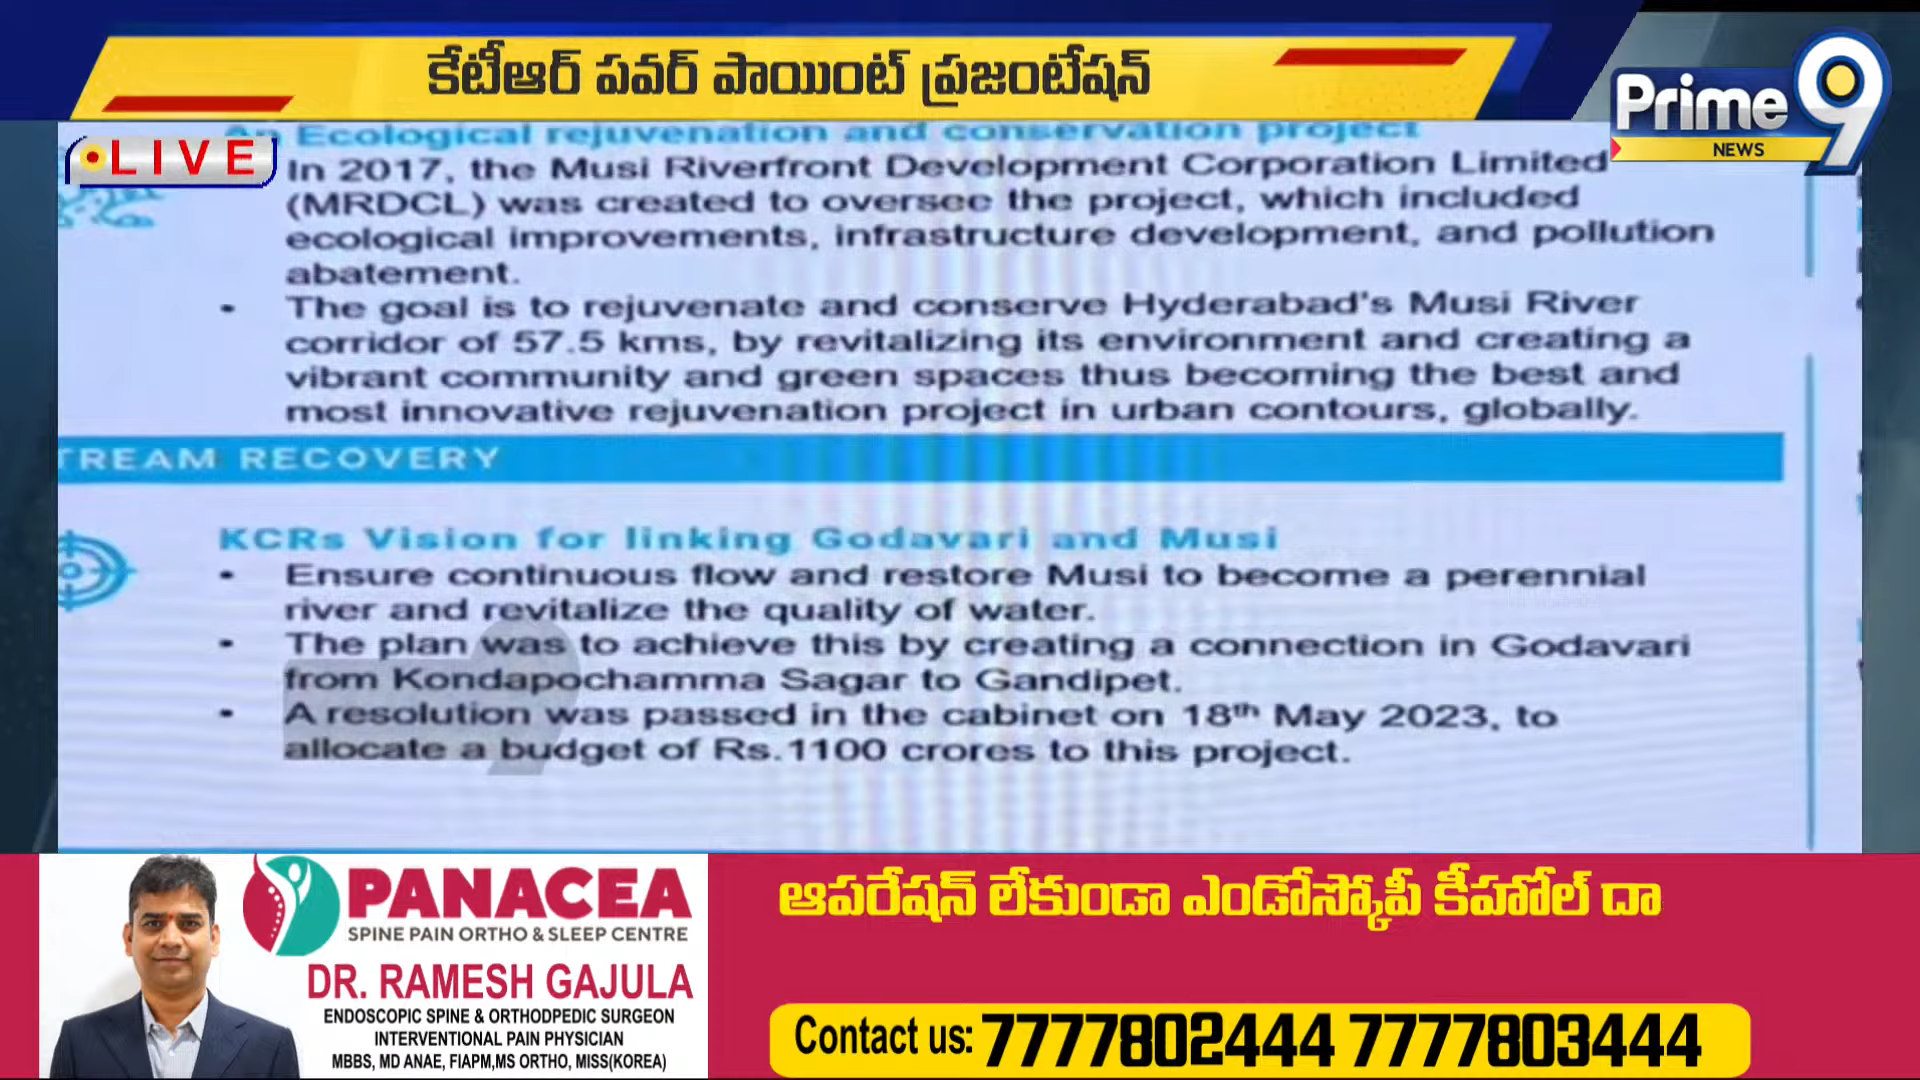 కేటీఆర్ పవర్ పాయింట్ ప్రజంటేషన్
Prime9
NEWS
LIVE
An Ecological rejuvenation and conservation project
In 2017, the Musi Riverfront Development Corporation Limited
(MRDCL) was created to oversee the project, which included
ecological improvements, infrastructure development, and pollution
abatement.
• The goal is to rejuvenate and conserve Hyderabad's Musi River
corridor of 57.5 kms, by revitalizing its environment and creating a
vibrant community and green spaces thus becoming the best and
most innovative rejuvenation project in urban contours, globally.
TREAM RECOVERY
KCRs Vision for linking Godavari and Musi
• Ensure continuous flow and restore Musi to become a perennial
river and revitalize the quality of water.
• The plan was to achieve this by creating a connection in Godavari
from Kondapochamma Sagar to Gandipet.
• A resolution was passed in the cabinet on 18th May 2023, to
allocate a budget of Rs.1100 crores to this project.
PANACEA
SPINE PAIN ORTHO & SLEEP CENTRE
DR. RAMESH GAJULA
ENDOSCOPIC SPINE & ORTHODPEDIC SURGEON
INTERVENTIONAL PAIN PHYSICIAN
MBBS, MD ANAE, FIAPM,MS ORTHO, MISS(KOREA)
ఆపరేషన్ లేకుండా ఎండోస్కోపీ కీహోల్ దా
Contact us: 7777802444 7777803444